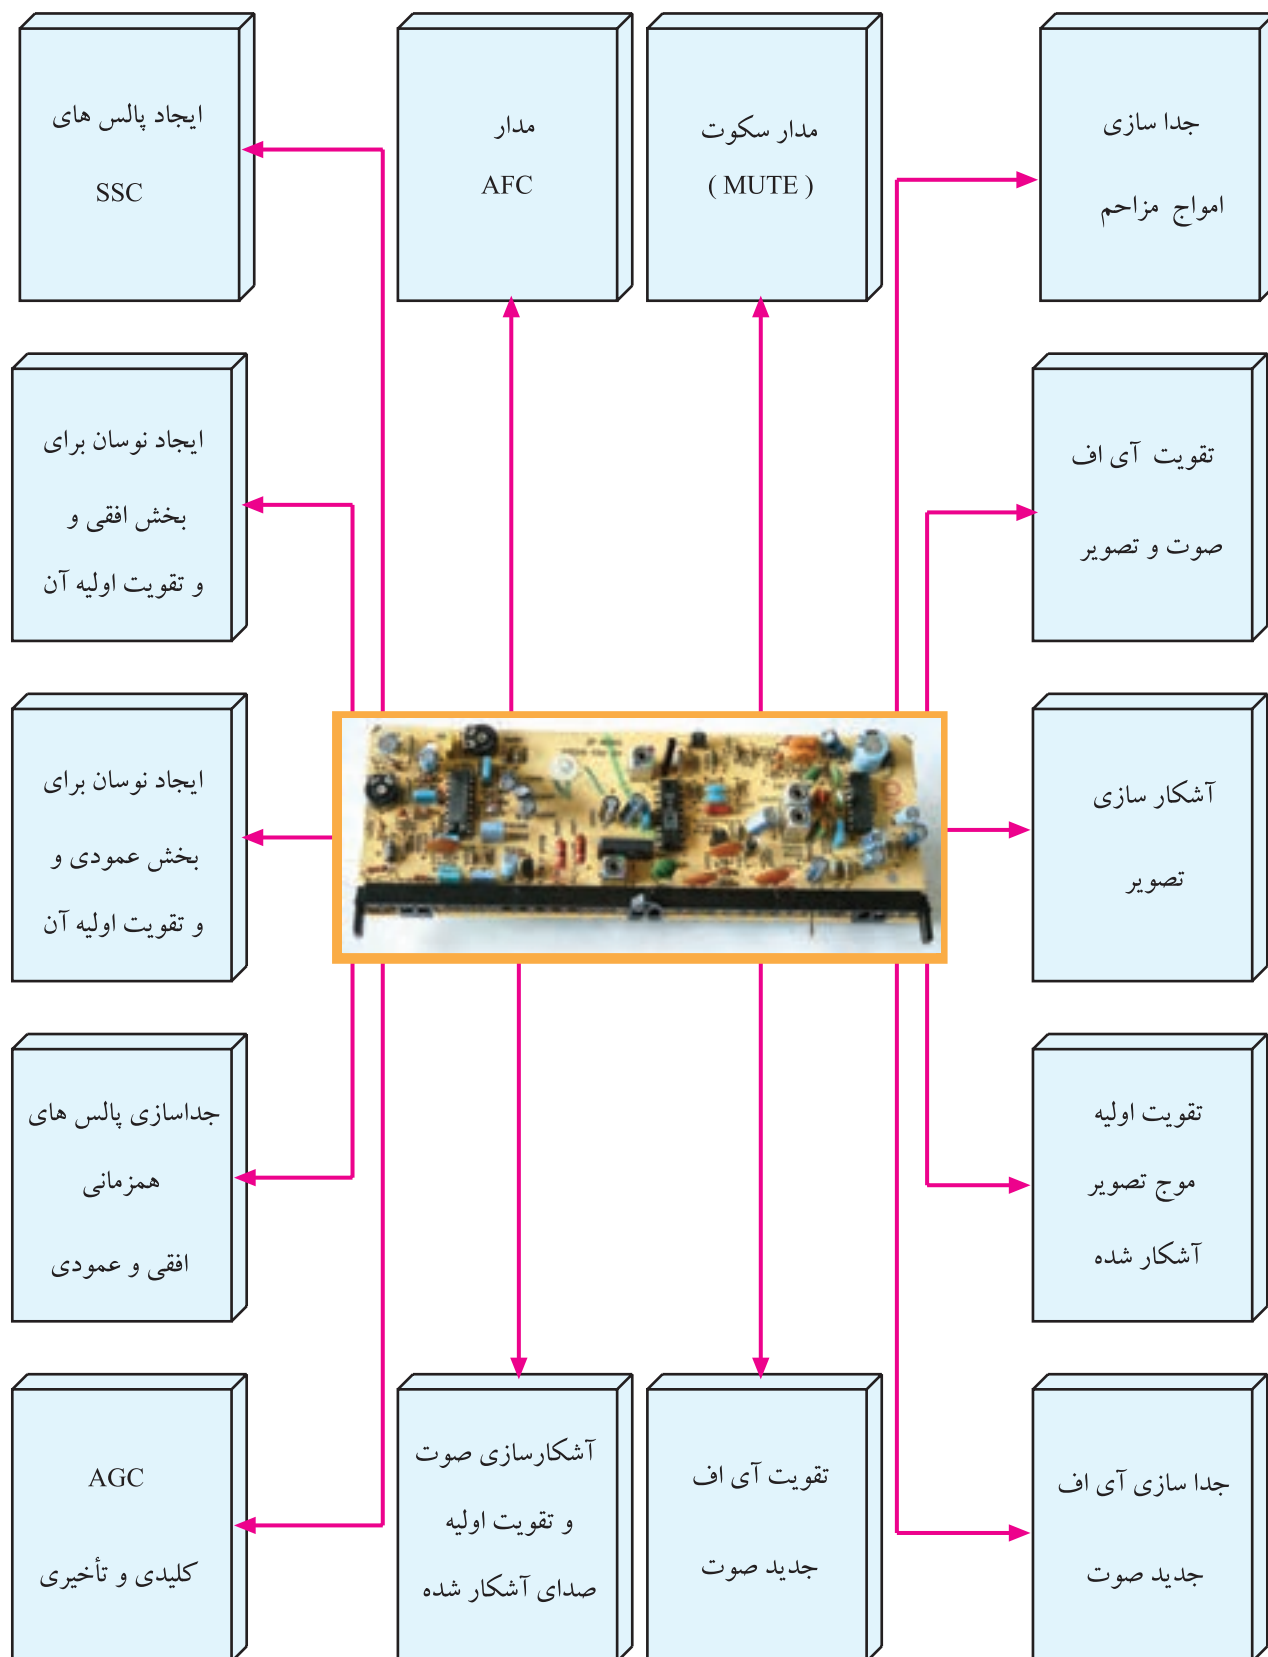 جدا سازی
امواج مزاحم
مدار سکوت
( MUTE )
مدار
AFC
ایجاد پالس های
SSC
تقویت آی اف
صوت و تصویر
ایجاد نوسان برای
بخش افقی و
و تقویت اولیه آن
آشکار سازی
تصویر
ایجاد نوسان برای
بخش عمودی و
و تقویت اولیه آن
تقویت اولیه
موج تصویر
آشکار شده
جداسازی پالس های
همزمانی
افقی و عمودی
جدا سازی آی اف
جدید صوت
تقویت آی اف
جدید صوت
آشکارسازی صوت
و تقویت اولیه
صدای آشکار شده
AGC
کلیدی و تأخیری